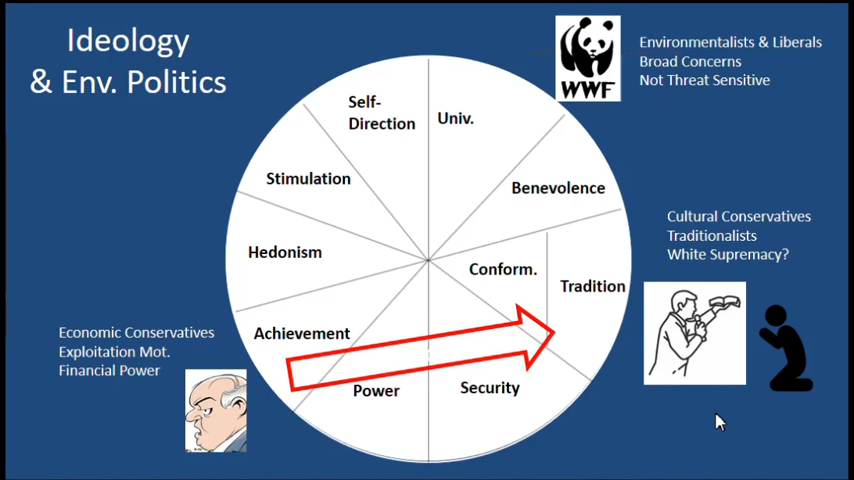 Ideology
& Env. Politics
WWF
Environmentalists & Liberals
Broad Concerns
Not Threat Sensitive
Self-
Direction
Univ.
Stimulation
Benevolence
Cultural Conservatives
Traditionalists
White Supremacy?
Hedonism
Conform.
Tradition
Economic Conservatives
Exploitation Mot.
Financial Power
Achievement
Power
Security